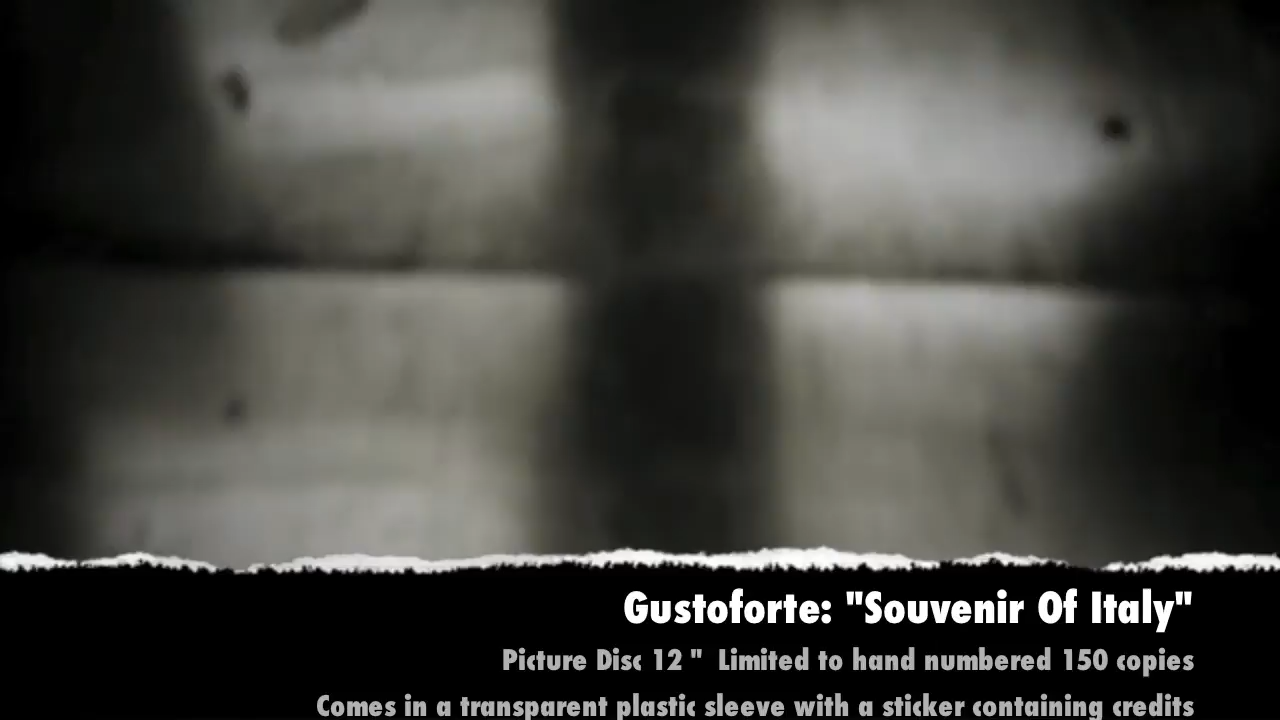 Gustoforte: "Souvenir Of Italy"
Picture Disc 12 "  Limited to hand numbered 150 copies
Comes in a transparent plastic sleeve with a sticker containing credits